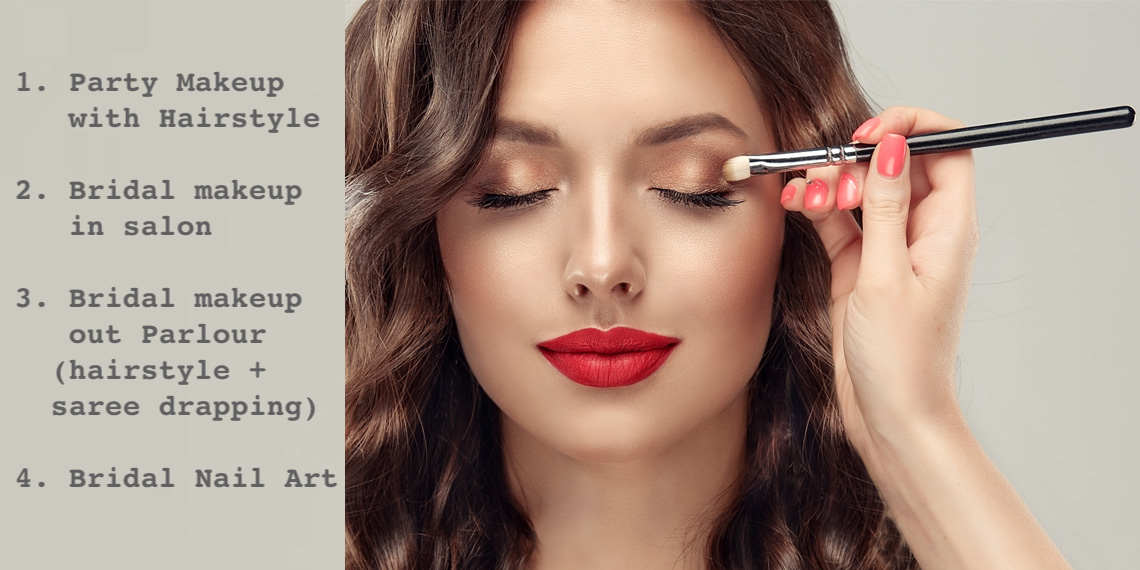 1. Party Makeup
with Hairstyle
2. Bridal makeup
in salon
3. Bridal makeup
out Parlour
(hairstyle +
saree drapping)
4. Bridal Nail Art